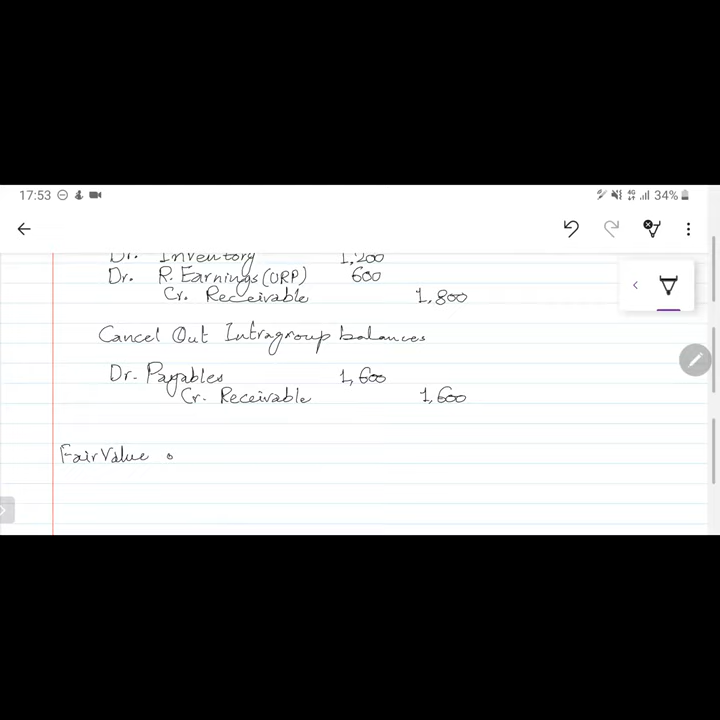 17:53 4G 34%
Dr. Inventory 1,200
Dr. R. Earnings (URP) 600
Cr. Receivable 1,800
Cancel Out Intragroup balances
Dr. Payables 1,600
Cr. Receivable 1,600
Fair Value o